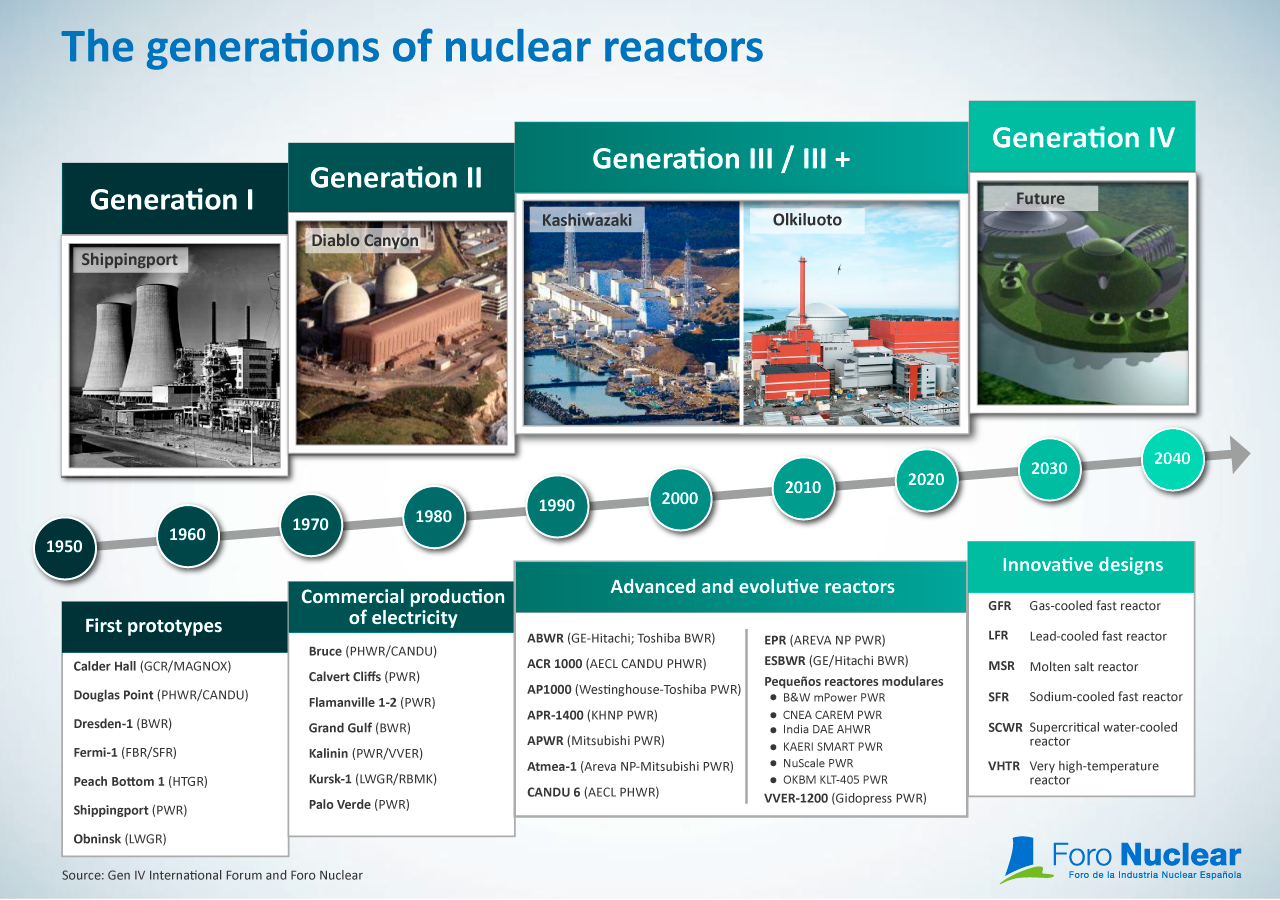 The generations of nuclear reactors
Generation I
Generation II
Generation III / III +
Generation IV
Shippingport
Diablo Canyon
Kashiwazaki
Olkiluoto
Future
1950
1960
1970
1980
1990
2000
2010
2020
2030
2040
First prototypes
Calder Hall (GCR/MAGNOX)
Douglas Point (PHWR/CANDU)
Dresden-1 (BWR)
Fermi-1 (FBR/SFR)
Peach Bottom 1 (HTGR)
Shippingport (PWR)
Obninsk (LWGR)
Commercial production
of electricity
Bruce (PHWR/CANDU)
Calvert Cliffs (PWR)
Flamanville 1-2 (PWR)
Grand Gulf (BWR)
Kalinin (PWR/VVER)
Kursk-1 (LWGR/RBMK)
Palo Verde (PWR)
Advanced and evolutive reactors
ABWR (GE-Hitachi; Toshiba BWR)
ACR 1000 (AECL CANDU PHWR)
AP1000 (Westinghouse-Toshiba PWR)
APR-1400 (KHNP PWR)
APWR (Mitsubishi PWR)
Atmea-1 (Areva NP-Mitsubishi PWR)
CANDU 6 (AECL PHWR)
EPR (AREVA NP PWR)
ESBWR (GE/Hitachi BWR)
Pequeños reactores modulares
● B&W mPower PWR
● CNEA CAREM PWR
● India DAE AHWR
● KAERI SMART PWR
● NuScale PWR
● OKBM KLT-405 PWR
VVER-1200 (Gidopress PWR)
Innovative designs
GFR Gas-cooled fast reactor
LFR Lead-cooled fast reactor
MSR Molten salt reactor
SFR Sodium-cooled fast reactor
SCWR Supercritical water-cooled
reactor
VHTR Very high-temperature
reactor
Source: Gen IV International Forum and Foro Nuclear
Foro Nuclear
Foro de la Industria Nuclear Española